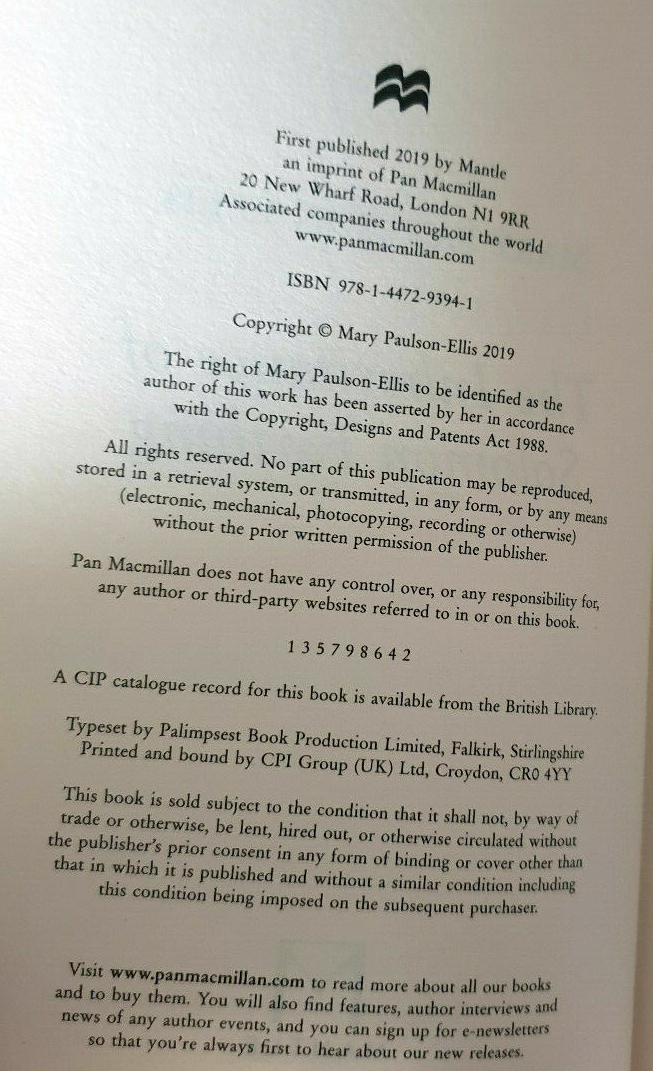 First published 2019 by Mantle
an imprint of Pan Macmillan
20 New Wharf Road, London N1 9RR
Associated companies throughout the world
www.panmacmillan.com
ISBN 978-1-4472-9394-1
Copyright © Mary Paulson-Ellis 2019
The right of Mary Paulson-Ellis to be identified as the
author of this work has been asserted by her in accordance
with the Copyright, Designs and Patents Act 1988.
All rights reserved. No part of this publication may be reproduced,
stored in a retrieval system, or transmitted, in any form, or by any means
(electronic, mechanical, photocopying, recording or otherwise)
without the prior written permission of the publisher.
Pan Macmillan does not have any control over, or any responsibility for,
any author or third-party websites referred to in or on this book.
1 3 5 7 9 8 6 4 2
A CIP catalogue record for this book is available from the British Library.
Typeset by Palimpsest Book Production Limited, Falkirk, Stirlingshire
Printed and bound by CPI Group (UK) Ltd, Croydon, CR0 4YY
This book is sold subject to the condition that it shall not, by way of
trade or otherwise, be lent, hired out, or otherwise circulated without
the publisher's prior consent in any form of binding or cover other than
that in which it is published and without a similar condition including
this condition being imposed on the subsequent purchaser.
Visit www.panmacmillan.com to read more about all our books
and to buy them. You will also find features, author interviews and
news of any author events, and you can sign up for e-newsletters
so that you're always first to hear about our new releases.